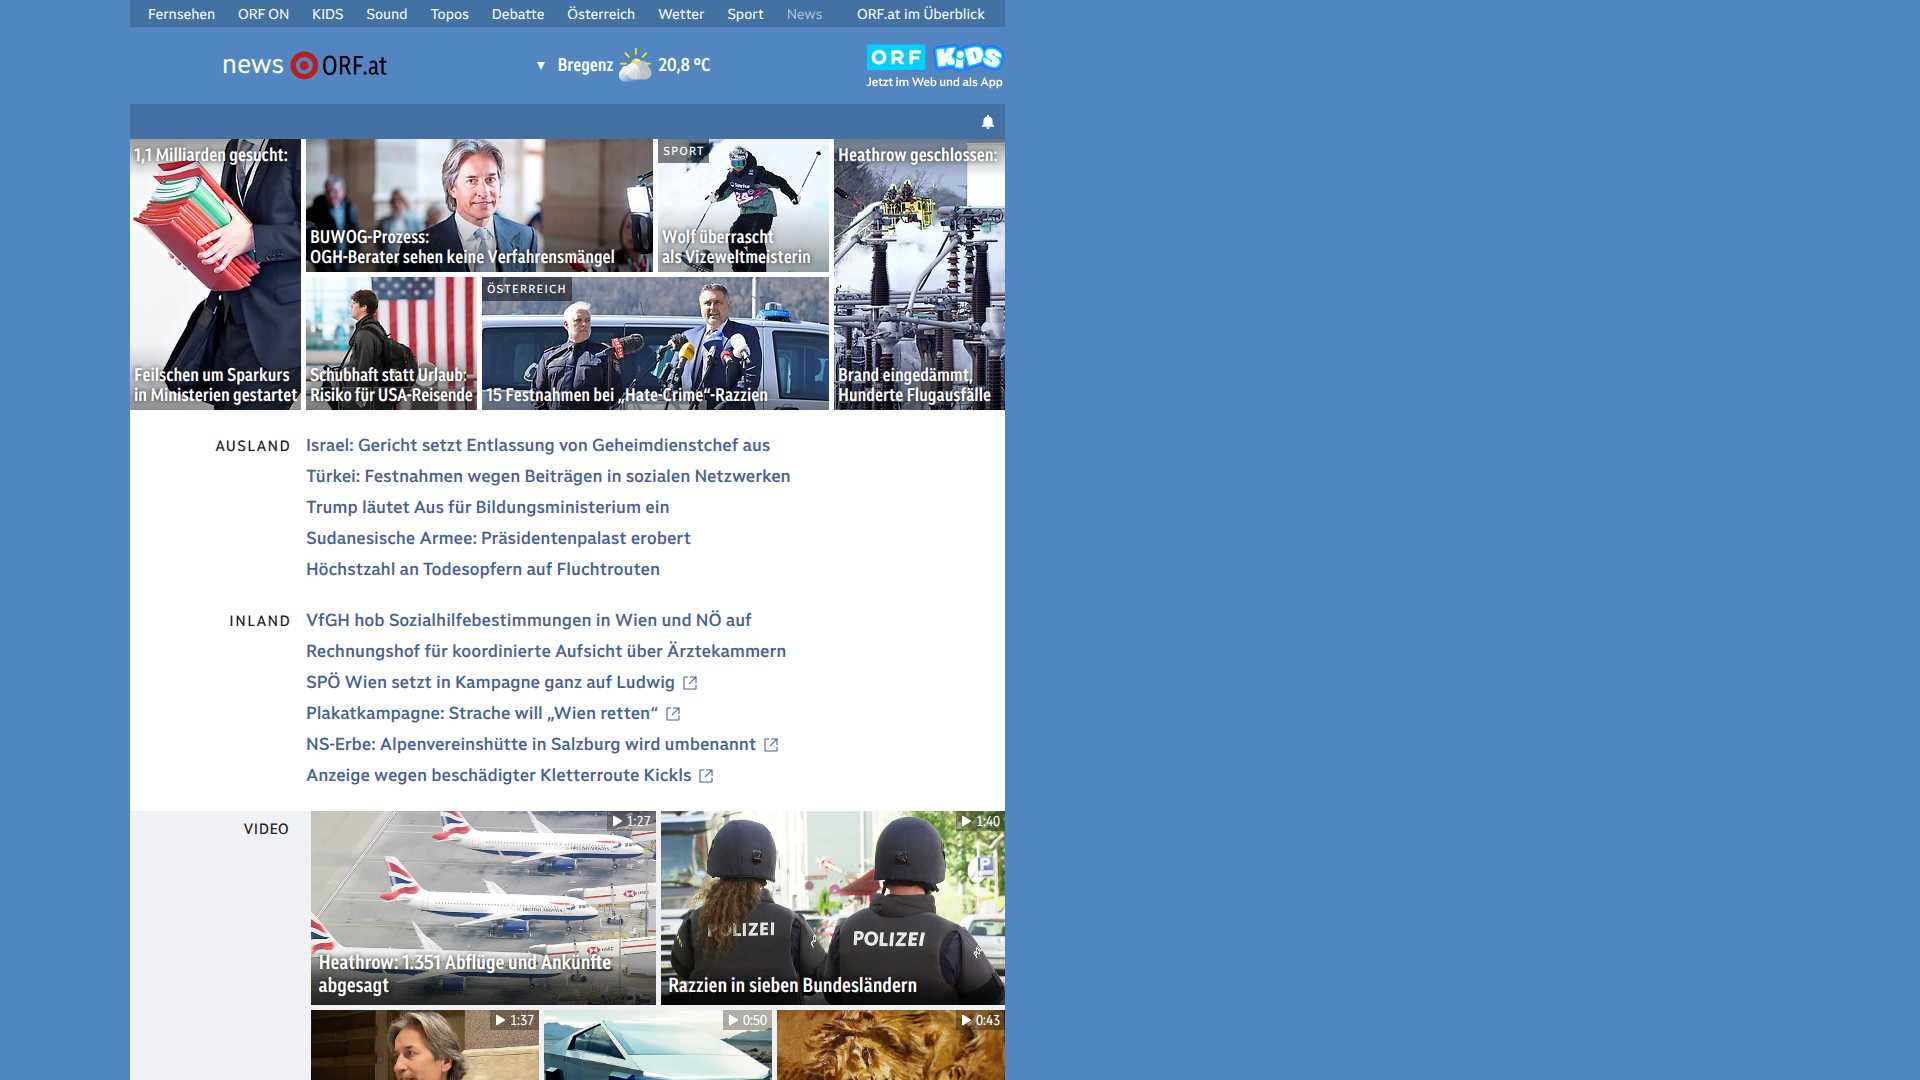 Fernsehen ORF ON KIDS Sound Topos Debatte Österreich Wetter Sport News ORF.at im Überblick
news ORF.at
▼ Bregenz 20,8 °C
ORF KiDS
Jetzt im Web und als App
1,1 Milliarden gesucht:
Feilschen um Sparkurs
in Ministerien gestartet
BUWOG-Prozess:
OGH-Berater sehen keine Verfahrensmängel
SPORT
Wolf überrascht
als Vizeweltmeisterin
Heathrow geschlossen:
Brand eingedämmt,
Hunderte Flugausfälle
Schubhaft statt Urlaub:
Risiko für USA-Reisende
ÖSTERREICH
15 Festnahmen bei „Hate-Crime“-Razzien
AUSLAND
Israel: Gericht setzt Entlassung von Geheimdienstchef aus
Türkei: Festnahmen wegen Beiträgen in sozialen Netzwerken
Trump läutet Aus für Bildungsministerium ein
Sudanesische Armee: Präsidentenpalast erobert
Höchstzahl an Todesopfern auf Fluchtrouten
INLAND
VfGH hob Sozialhilfebestimmungen in Wien und NÖ auf
Rechnungshof für koordinierte Aufsicht über Ärztekammern
SPÖ Wien setzt in Kampagne ganz auf Ludwig
Plakatkampagne: Strache will „Wien retten“
NS-Erbe: Alpenvereinshütte in Salzburg wird umbenannt
Anzeige wegen beschädigter Kletterroute Kickls
VIDEO
1:27
Heathrow: 1.351 Abflüge und Ankünfte
abgesagt
1:40
POLIZEI
POLIZEI
P
Razzien in sieben Bundesländern
1:37
0:50
0:43